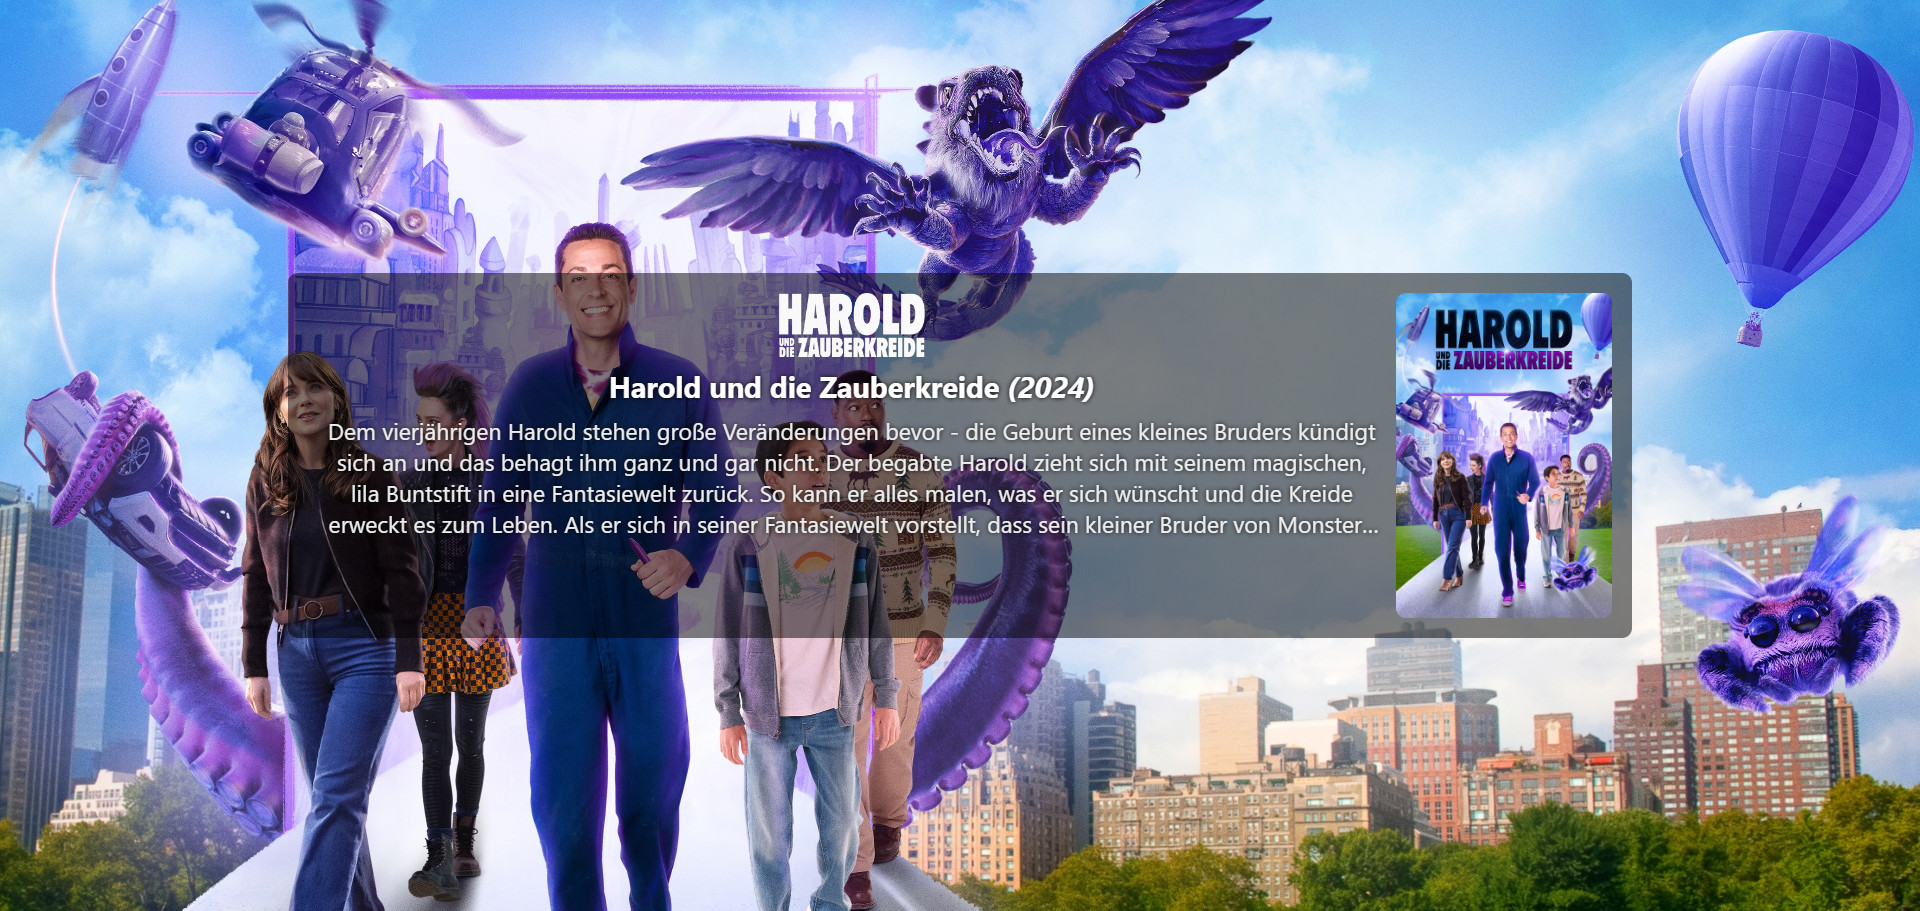 HAROLD
UND DIE ZAUBERKREIDE
Harold und die Zauberkreide (2024)
Dem vierjährigen Harold stehen große Veränderungen bevor - die Geburt eines kleines Bruders kündigt
sich an und das behagt ihm ganz und gar nicht. Der begabte Harold zieht sich mit seinem magischen,
lila Buntstift in eine Fantasiewelt zurück. So kann er alles malen, was er sich wünscht und die Kreide
erweckt es zum Leben. Als er sich in seiner Fantasiewelt vorstellt, dass sein kleiner Bruder von Monster...
HAROLD
UND DIE ZAUBERKREIDE